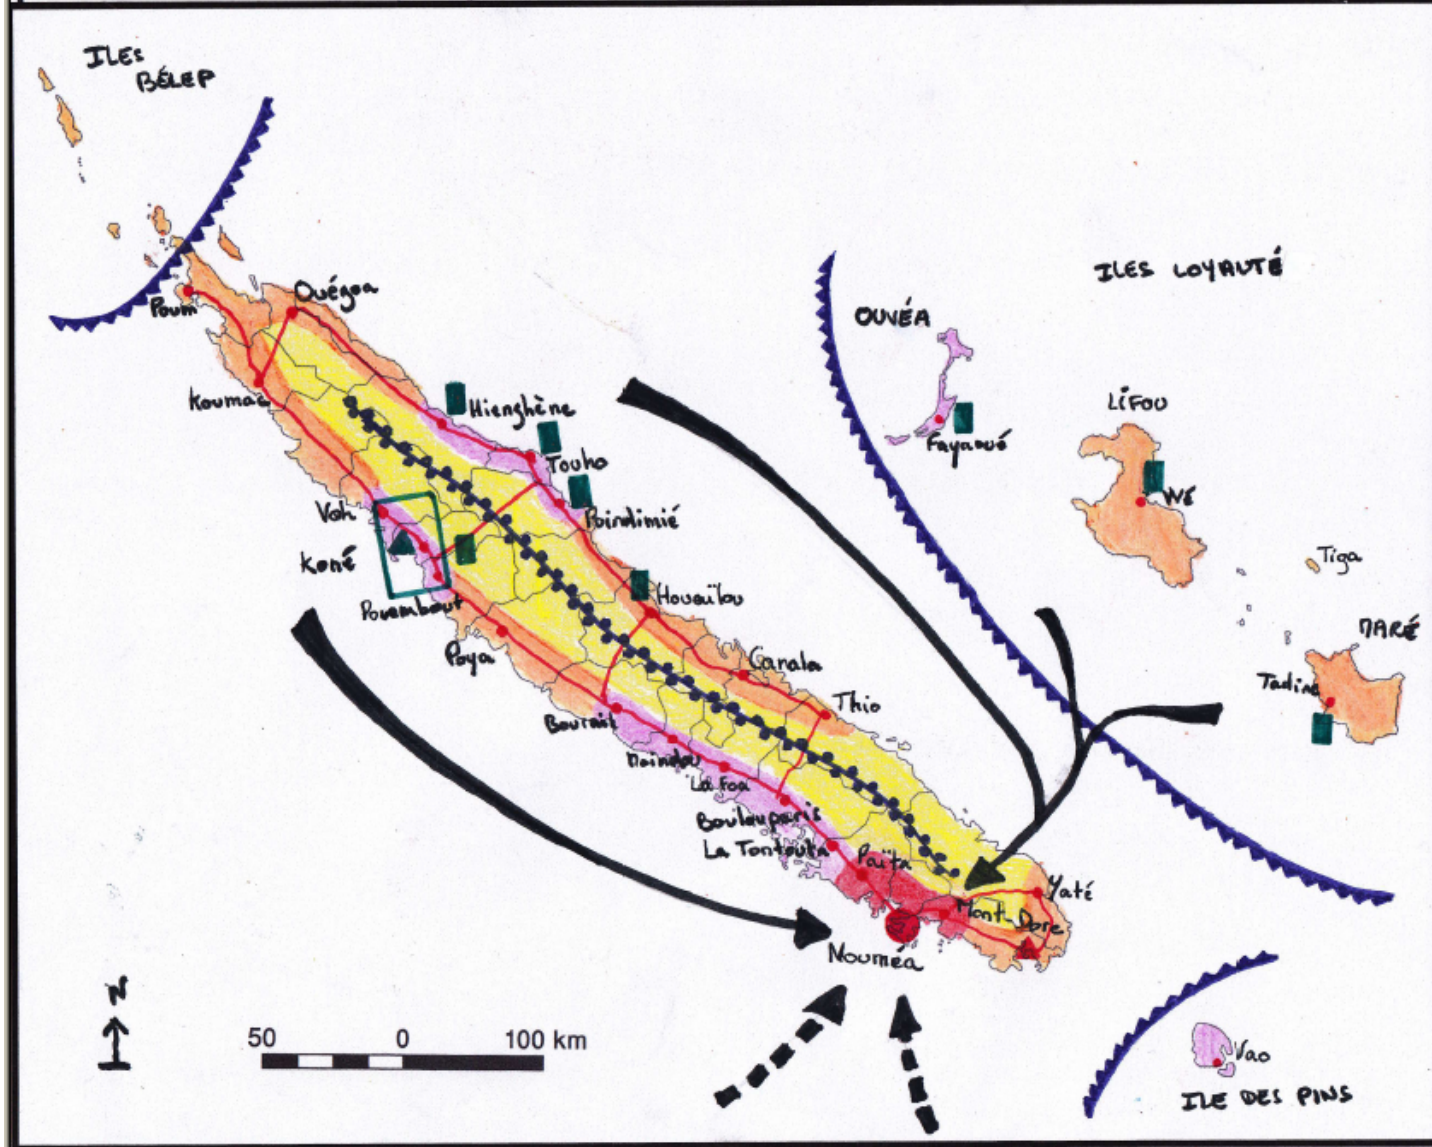 ILES
BÉLEP
ILES LOYAUTÉ
Ouégoa
Poum
OUVÉA
Koumac
Hienghène
LIFOU
Fayaoué
Touho
Wé
Voh
Poindimié
Koné
Tiga
Pouembout
Houaïlou
MARÉ
Poya
Canala
Tadine
Thio
Bourail
Moindou
La Foa
Boulouparis
La Tontouta
Païta
Yaté
Mont-Dore
Nouméa
N
50 0 100 km
Vao
ILE DES PINS